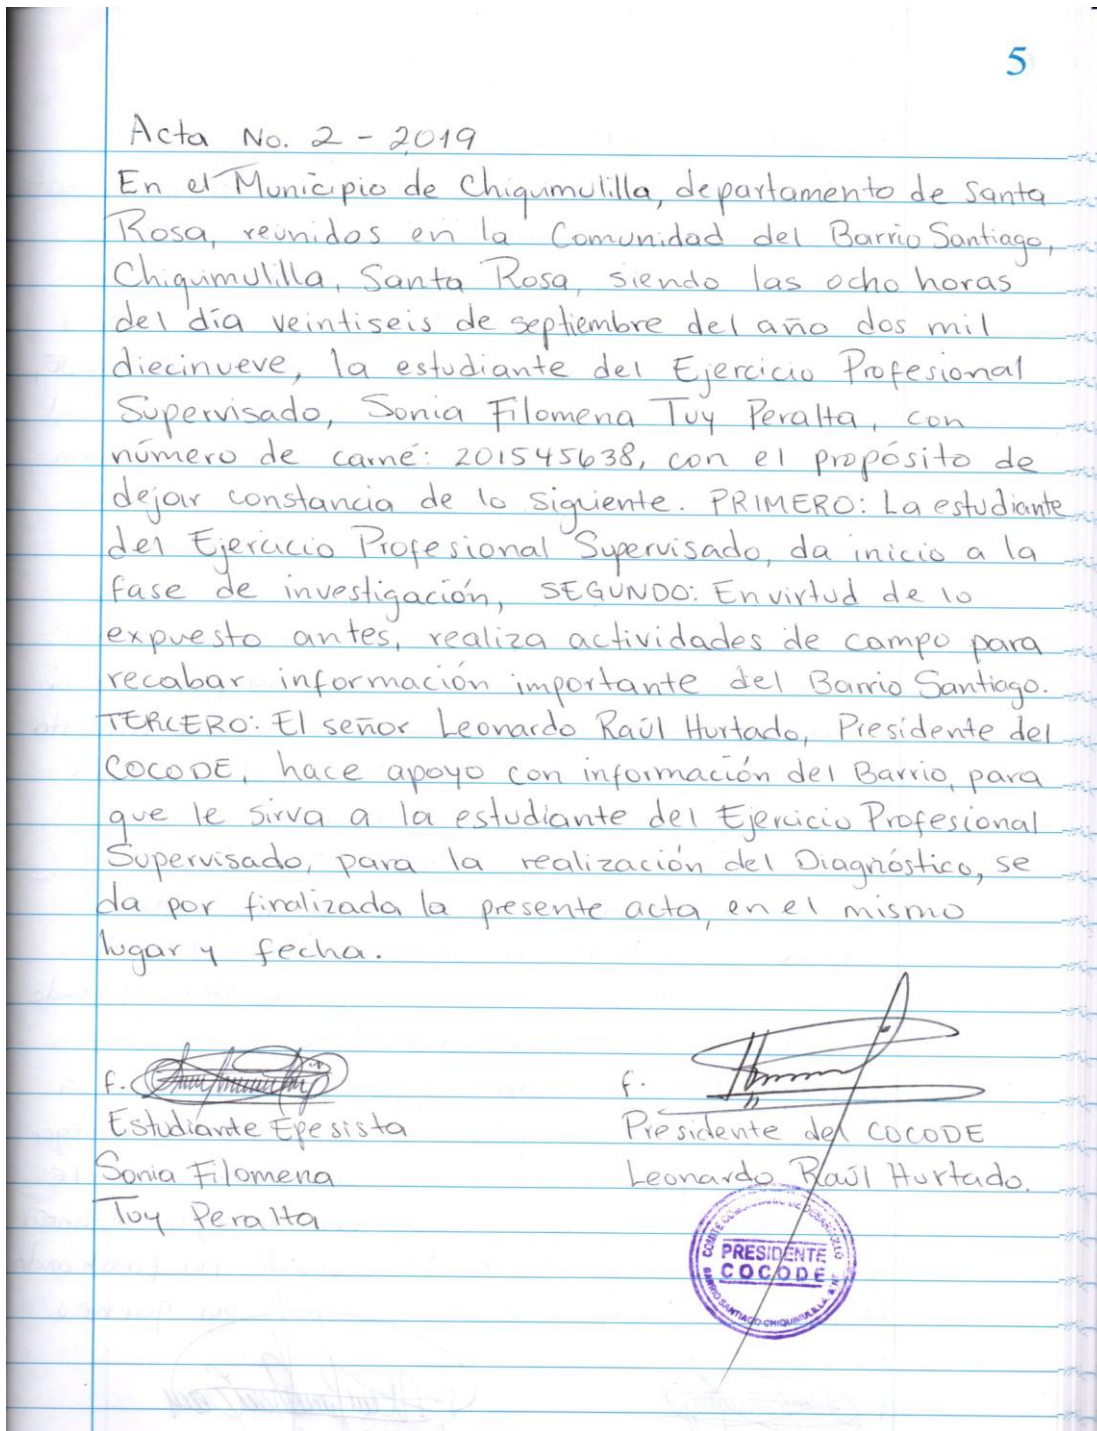 5
Acta No. 2 - 2019
En el Municipio de Chiquimulilla, departamento de Santa
Rosa, reunidos en la Comunidad del Barrio Santiago,
Chiquimulilla, Santa Rosa, siendo las ocho horas
del día veintiseis de septiembre del año dos mil
diecinueve, la estudiante del Ejercicio Profesional
Supervisado, Sonia Filomena Tuy Peralta, con
número de carné: 201545638, con el propósito de
dejar constancia de lo siguiente. PRIMERO: La estudiante
del Ejercicio Profesional Supervisado, da inicio a la
fase de investigación, SEGUNDO: En virtud de lo
expuesto antes, realiza actividades de campo para
recabar información importante del Barrio Santiago.
TERCERO: El señor Leonardo Raúl Hurtado, Presidente del
COCODE, hace apoyo con información del Barrio, para
que le sirva a la estudiante del Ejercicio Profesional
Supervisado, para la realización del Diagnóstico, se
da por finalizada la presente acta, en el mismo
lugar y fecha.
f. f.
Estudiante Epesista Presidente del COCODE
Sonia Filomena Leonardo Raúl Hurtado.
Tuy Peralta
COMITE DE DESARROLLO
PRESIDENTE
COCODE
BARRIO SANTIAGO CHIQUIMULILLA, S. R.